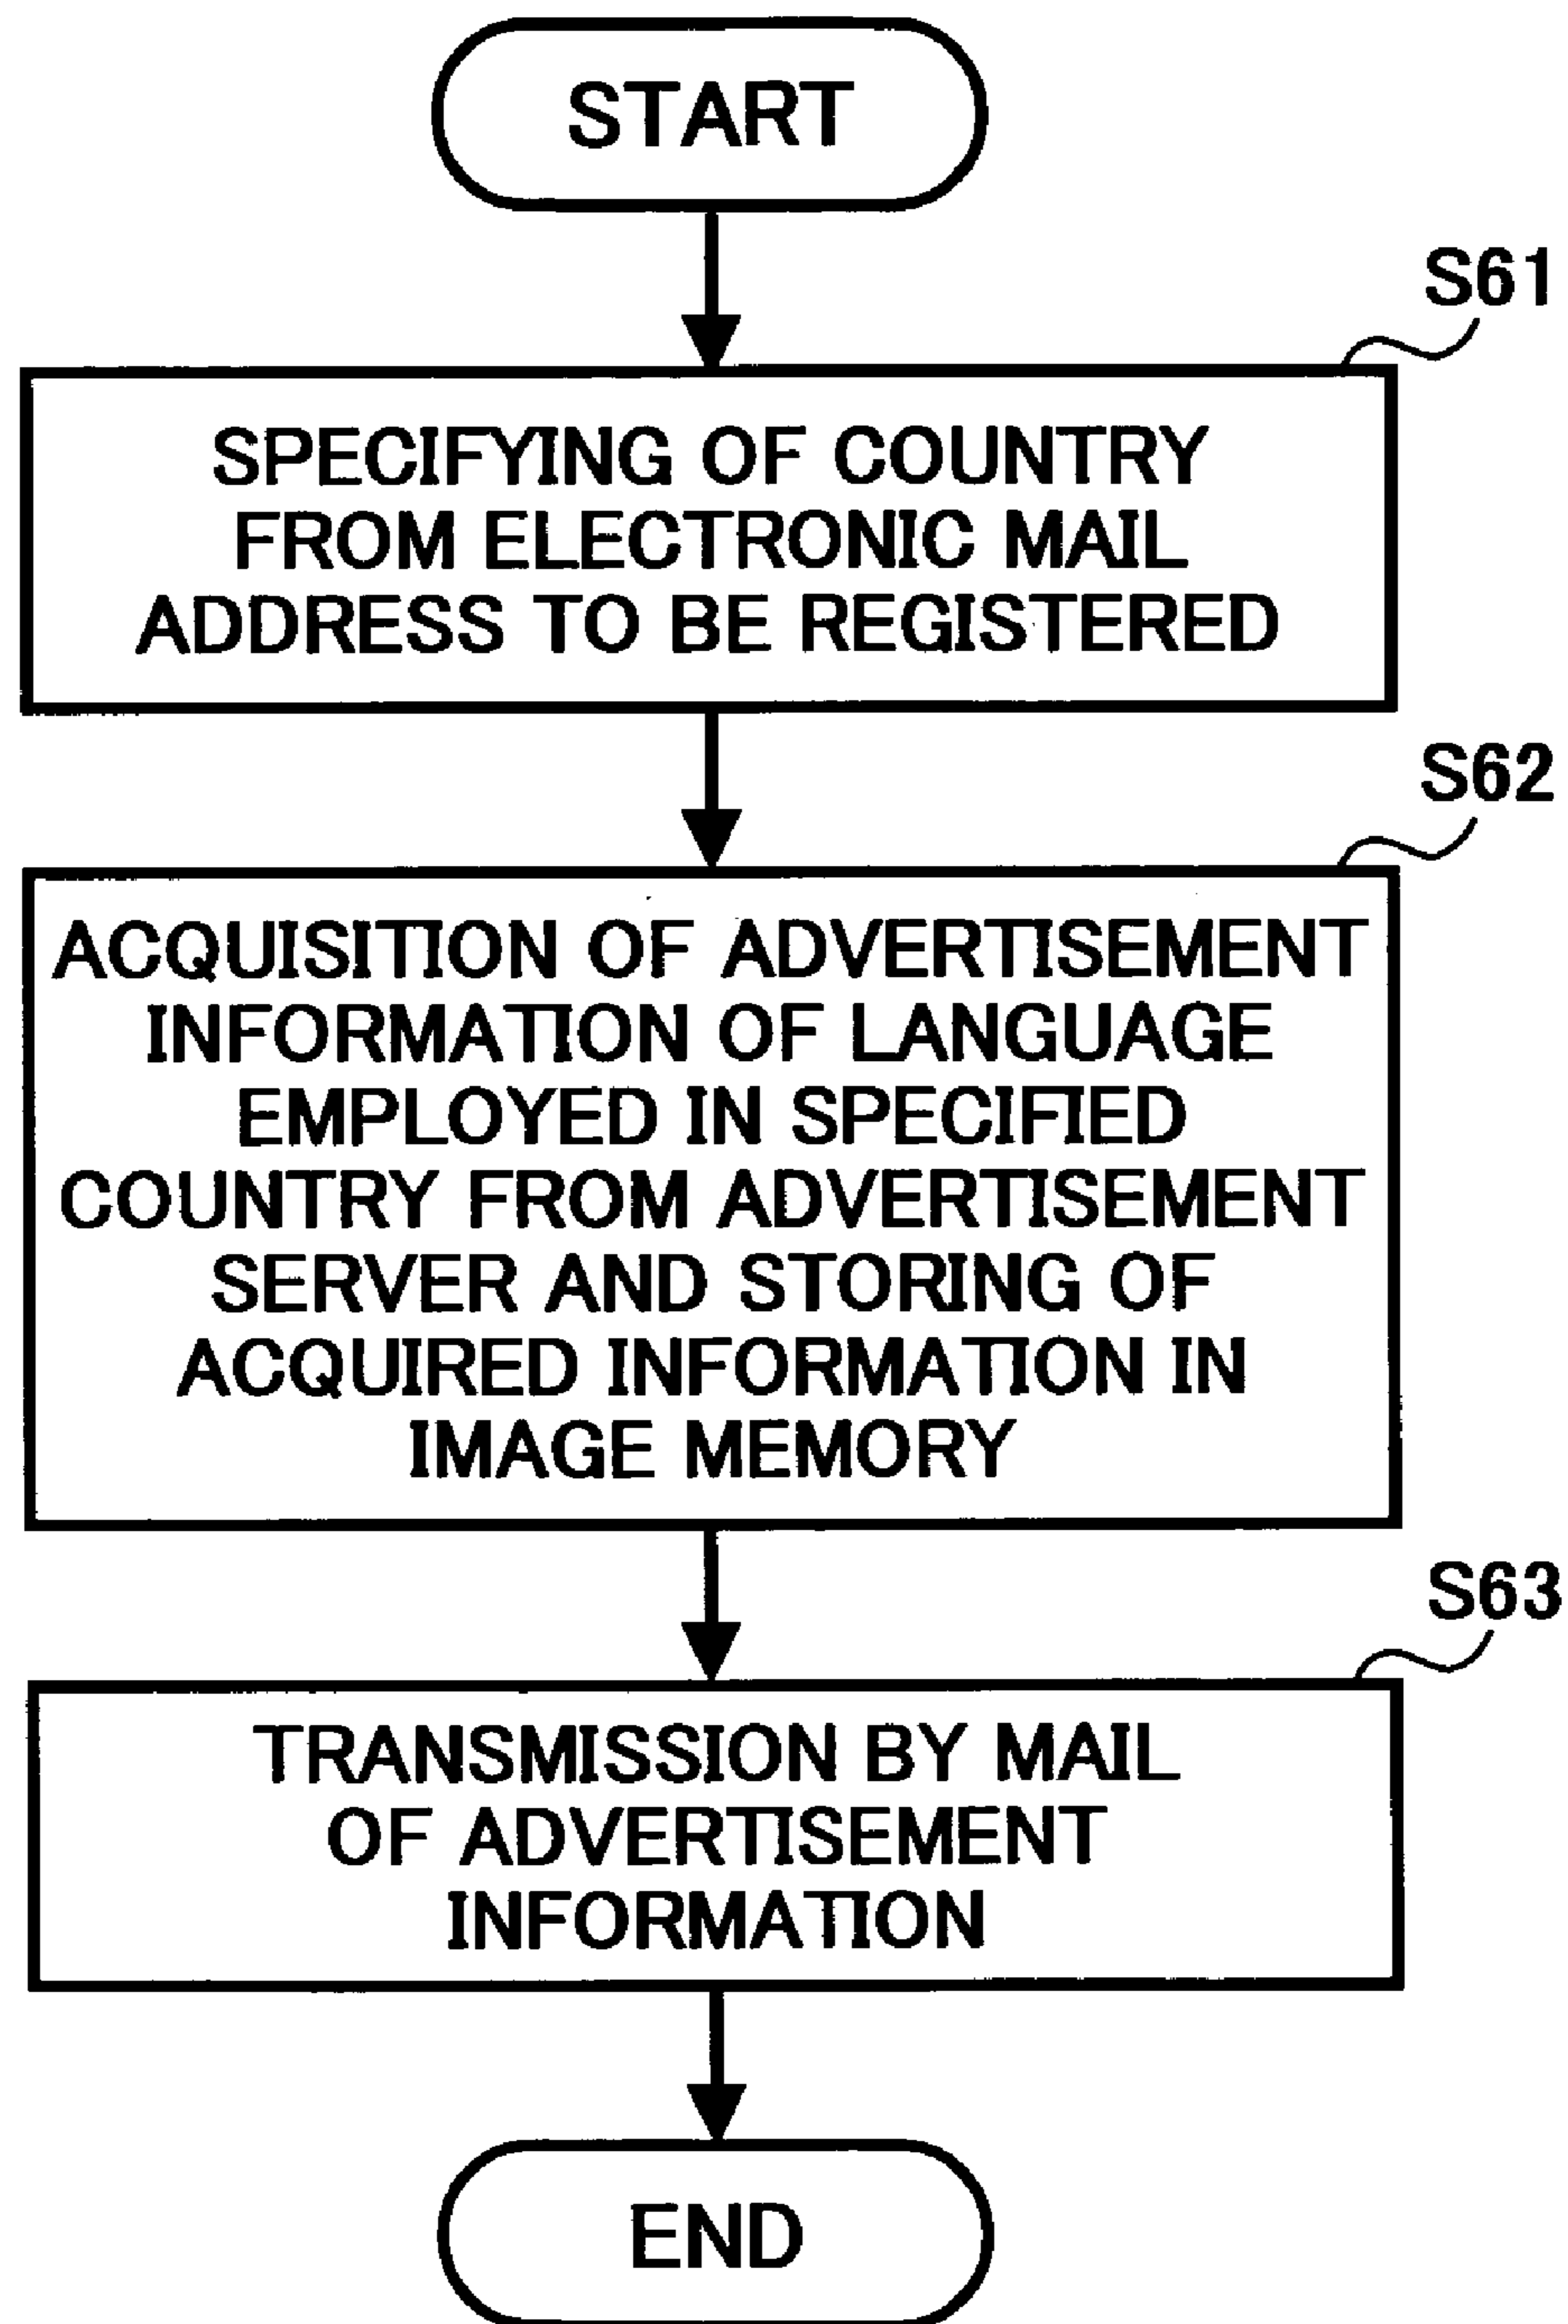 START
S61
SPECIFYING OF COUNTRY
FROM ELECTRONIC MAIL
ADDRESS TO BE REGISTERED
S62
ACQUISITION OF ADVERTISEMENT
INFORMATION OF LANGUAGE
EMPLOYED IN SPECIFIED
COUNTRY FROM ADVERTISEMENT
SERVER AND STORING OF
ACQUIRED INFORMATION IN
IMAGE MEMORY
S63
TRANSMISSION BY MAIL
OF ADVERTISEMENT
INFORMATION
END